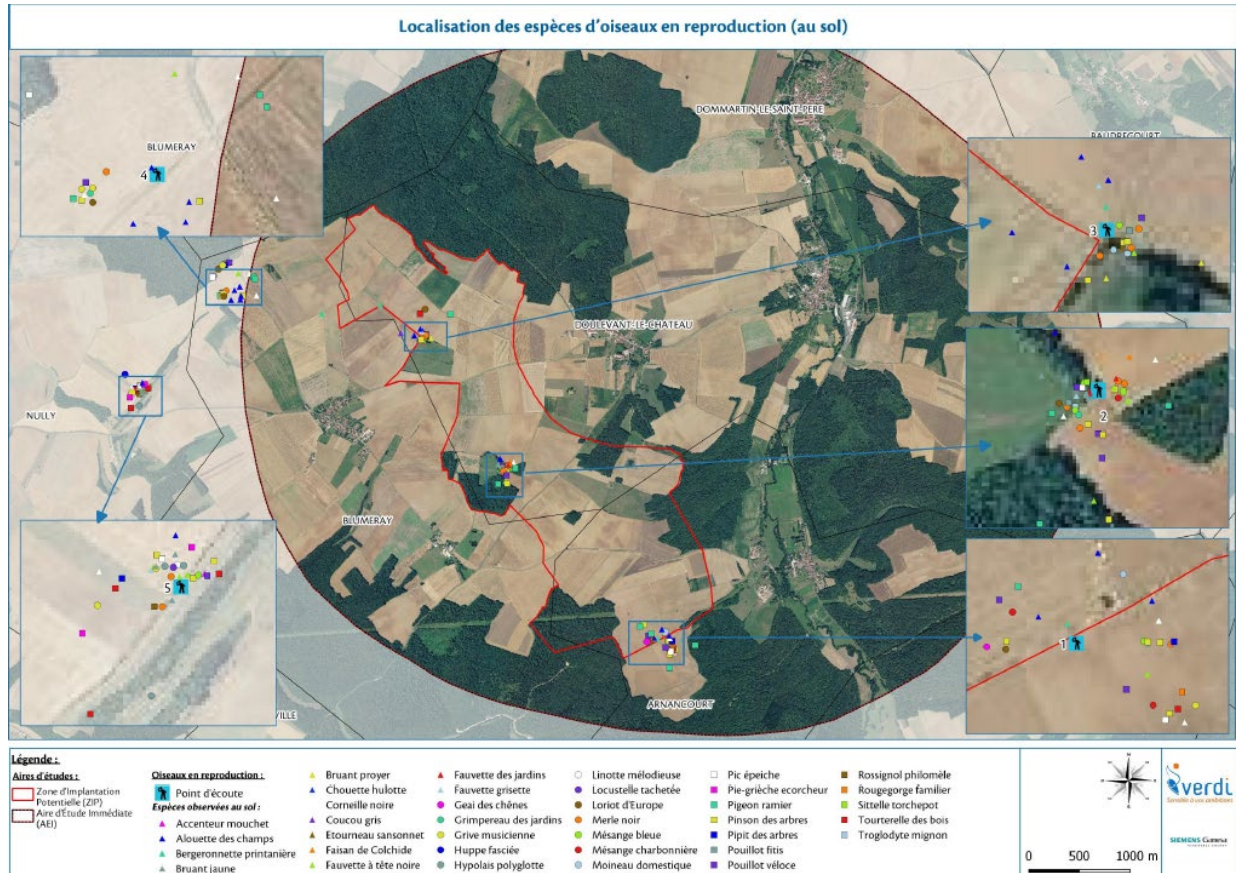 Localisation des espèces d'oiseaux en reproduction (au sol)
DOMMARTIN-LE-SAINT-PERE
BAUDRECOURT
BLUMERAY
4
3
DOULEVANT-LE-CHATEAU
NULLY
2
BLUMERAY
5
1
VILLE
ARNANCOURT
Légende :
Aires d'études :
Zone d'Implantation
Potentielle (ZIP)
Aire d'Étude Immédiate
(AEI)
Oiseaux en reproduction :
Point d'écoute
Espèces observées au sol :
Accenteur mouchet
Alouette des champs
Bergeronnette printanière
Bruant jaune
Bruant proyer
Chouette hulotte
Corneille noire
Coucou gris
Etourneau sansonnet
Faisan de Colchide
Fauvette à tête noire
Fauvette des jardins
Fauvette grisette
Geai des chênes
Grimpereau des jardins
Grive musicienne
Huppe fasciée
Hypolais polyglotte
Linotte mélodieuse
Locustelle tachetée
Loriot d'Europe
Merle noir
Mésange bleue
Mésange charbonnière
Moineau domestique
Pic épeiche
Pie-grièche ecorcheur
Pigeon ramier
Pinson des arbres
Pipit des arbres
Pouillot fitis
Pouillot véloce
Rossignol philomèle
Rougegorge familier
Sittelle torchepot
Tourterelle des bois
Troglodyte mignon
0 500 1000 m
verdi
SIEMENS Gamesa